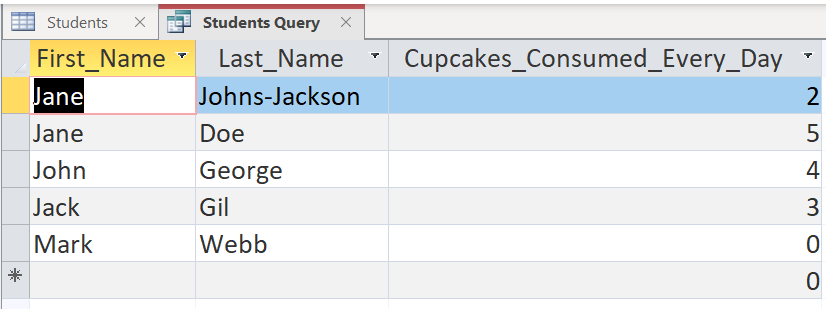 Students Students Query
First_Name Last_Name Cupcakes_Consumed_Every_Day
Jane Johns-Jackson 2
Jane Doe 5
John George 4
Jack Gil 3
Mark Webb 0
0